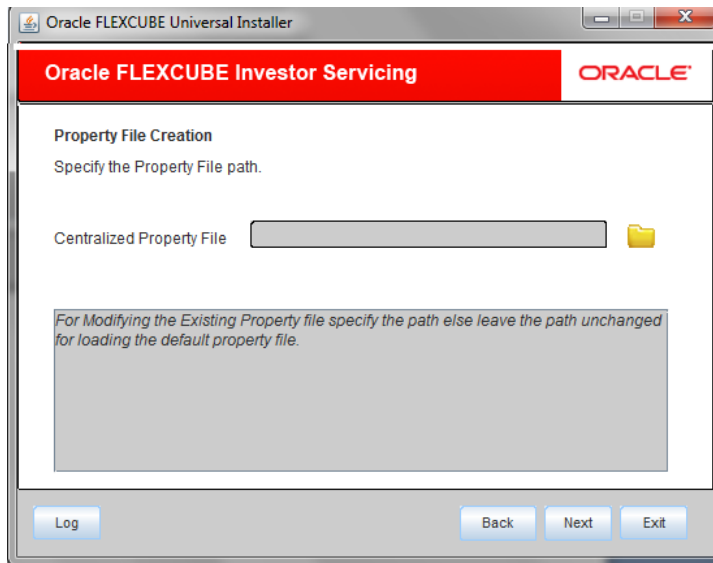 Oracle FLEXCUBE Universal Installer
Oracle FLEXCUBE Investor Servicing
ORACLE
Property File Creation
Specify the Property File path.
Centralized Property File
For Modifying the Existing Property file specify the path else leave the path unchanged
for loading the default property file.
Log
Back
Next
Exit